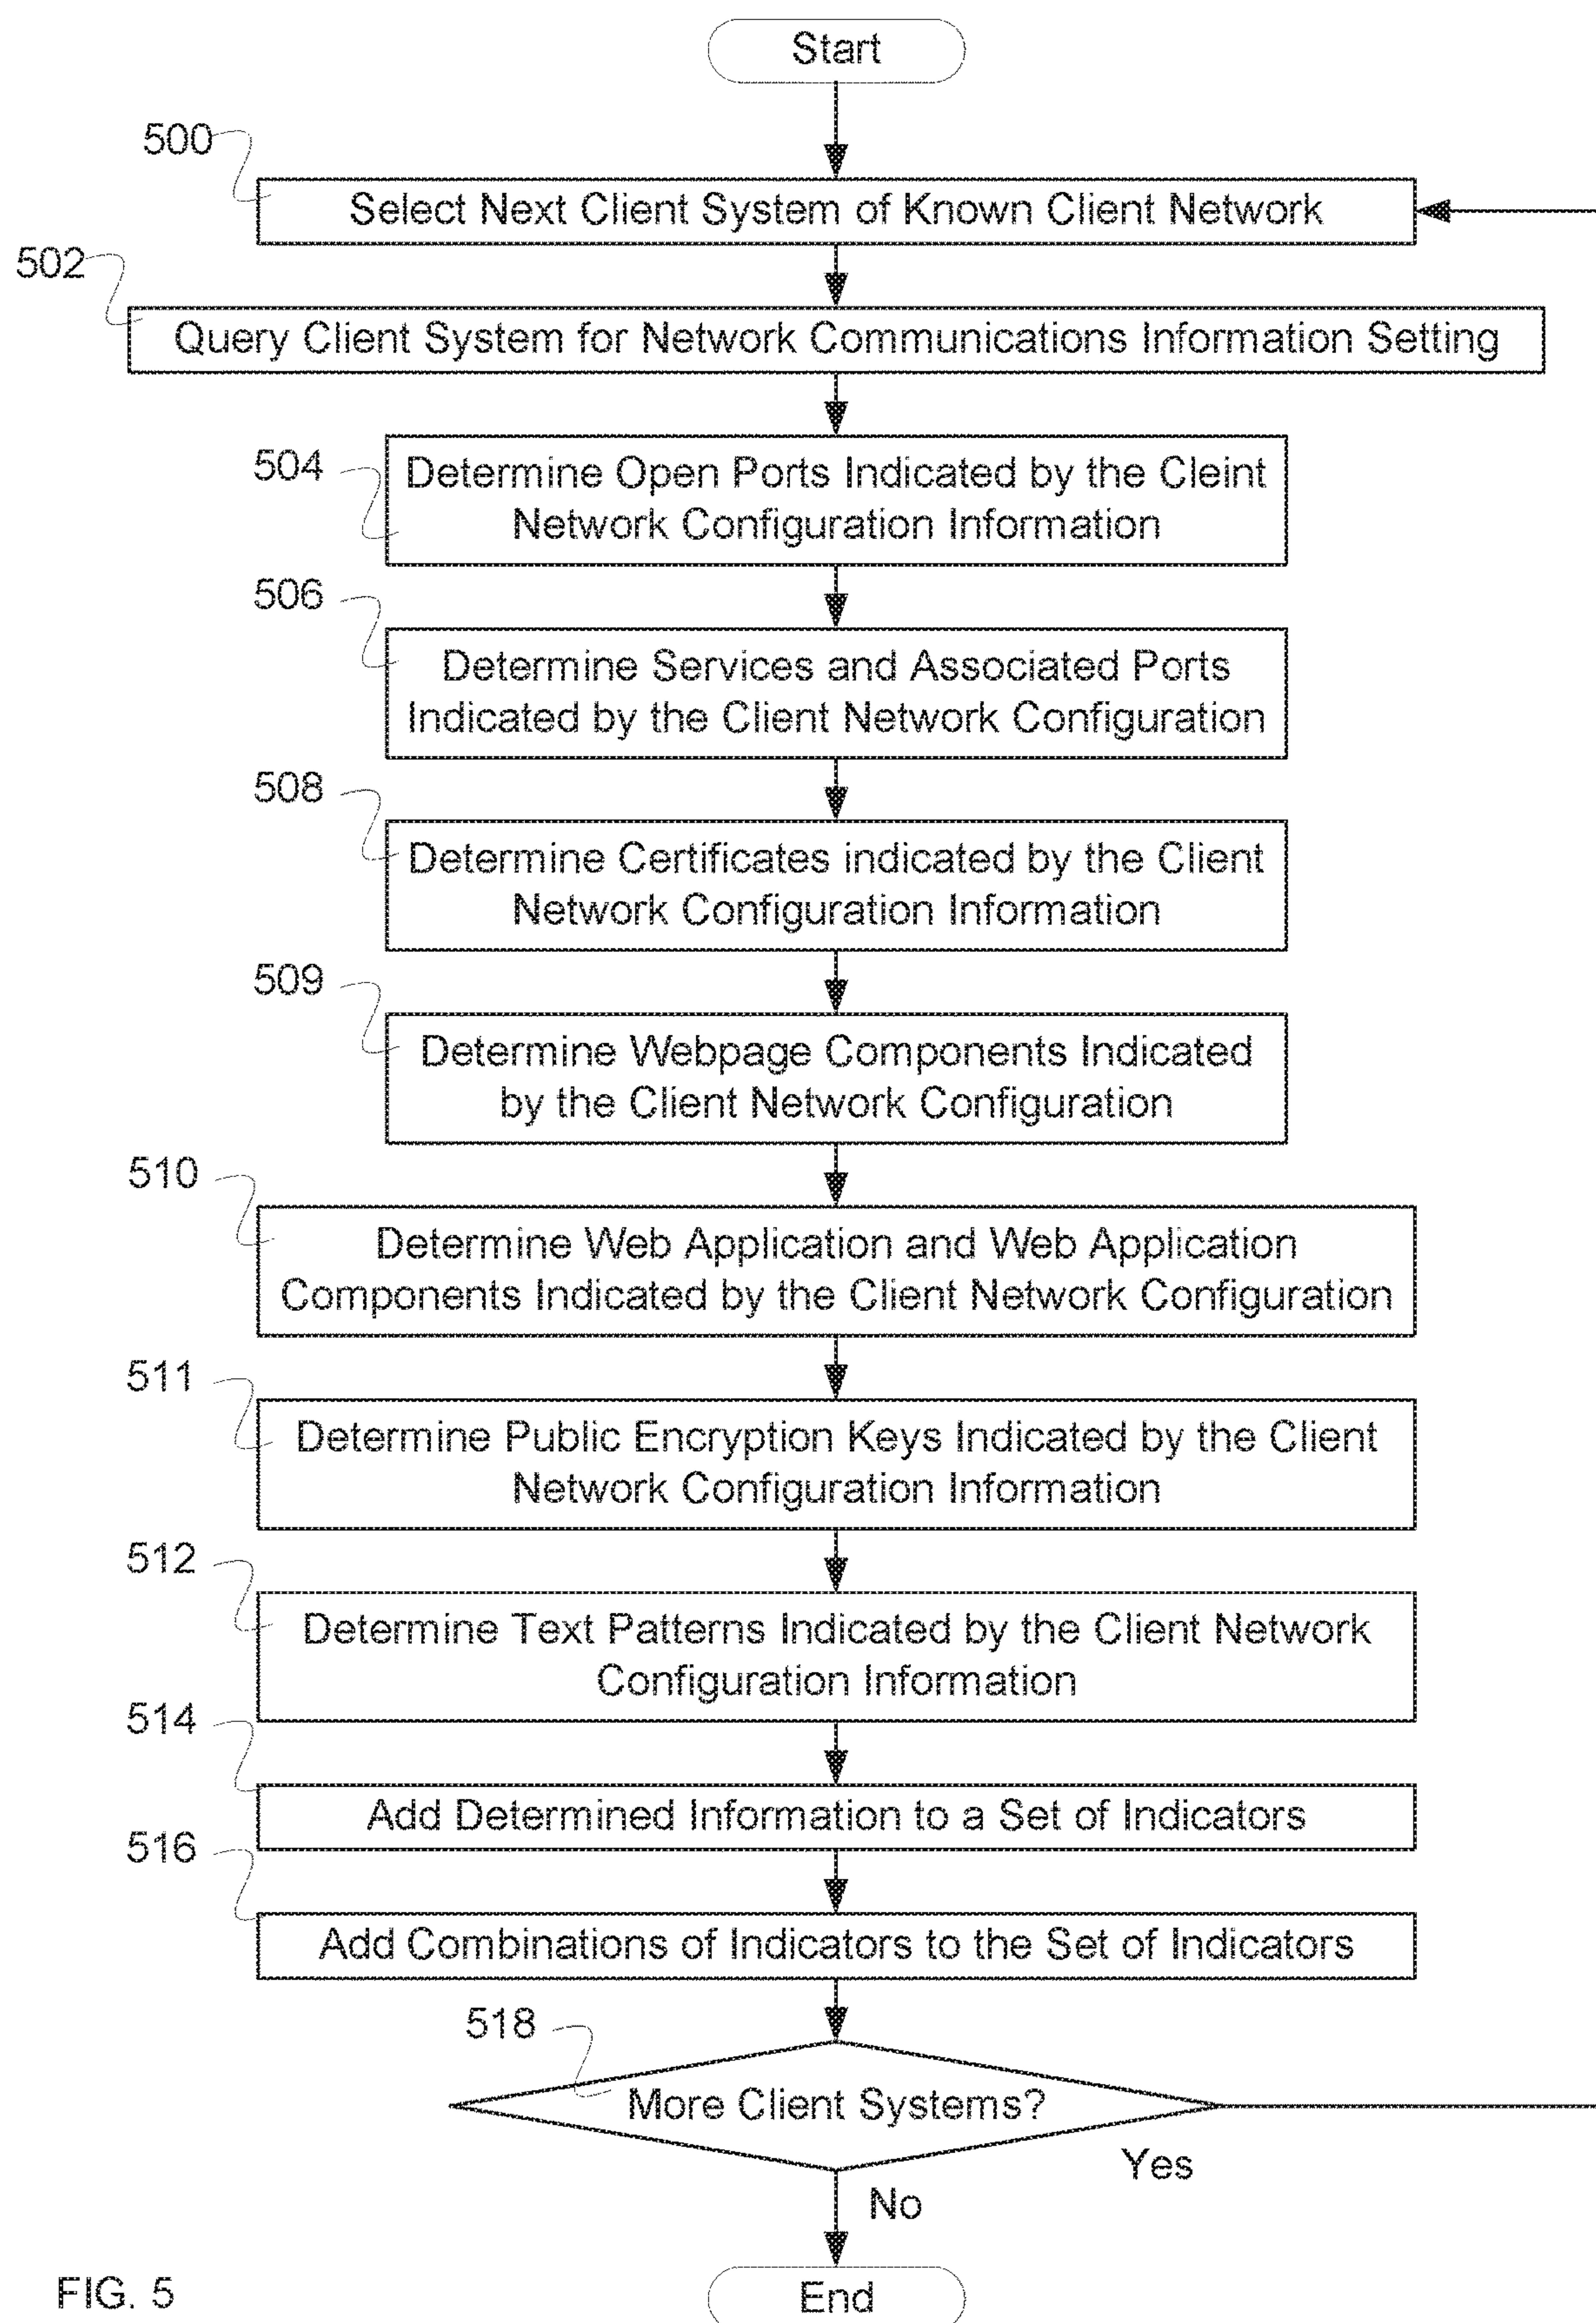 Start
500
Select Next Client System of Known Client Network
502
Query Client System for Network Communications Information Setting
504
Determine Open Ports Indicated by the Cleint
Network Configuration Information
506
Determine Services and Associated Ports
Indicated by the Client Network Configuration
508
Determine Certificates indicated by the Client
Network Configuration Information
509
Determine Webpage Components Indicated
by the Client Network Configuration
510
Determine Web Application and Web Application
Components Indicated by the Client Network Configuration
511
Determine Public Encryption Keys Indicated by the Client
Network Configuration Information
512
Determine Text Patterns Indicated by the Client Network
Configuration Information
514
Add Determined Information to a Set of Indicators
516
Add Combinations of Indicators to the Set of Indicators
518
More Client Systems?
Yes
No
End
FIG. 5